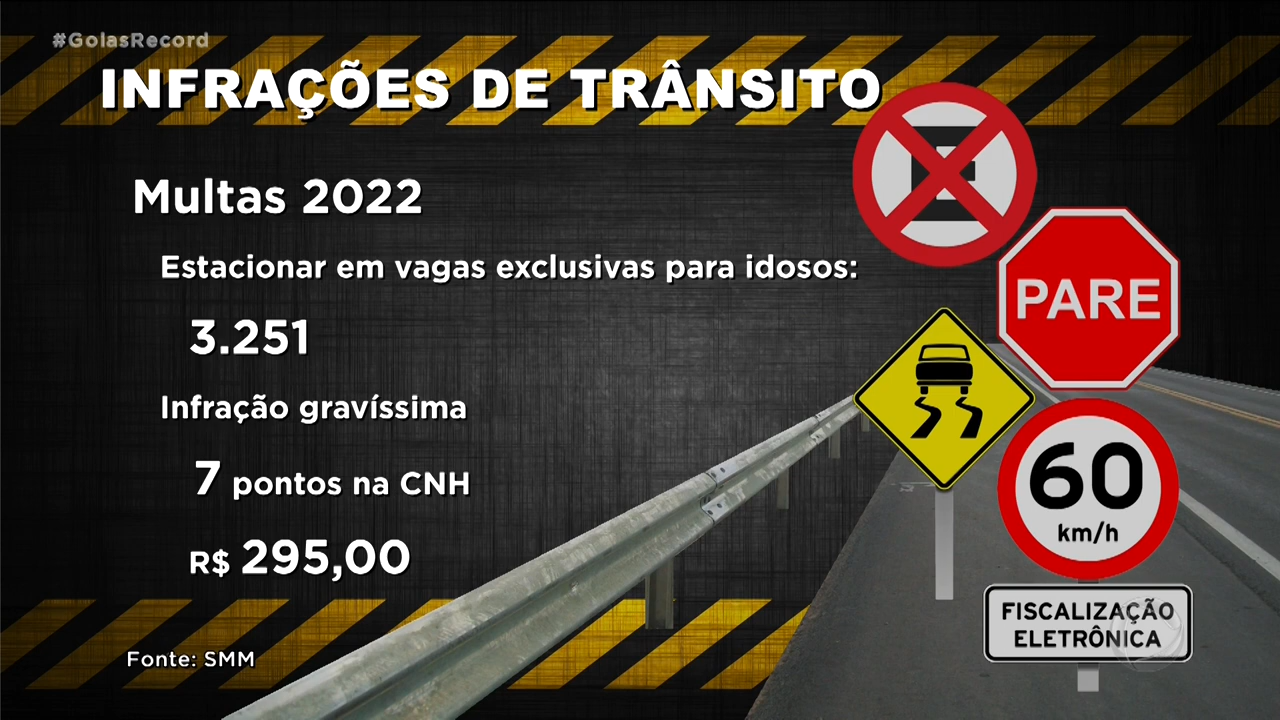 #GoiásRecord
INFRAÇÕES DE TRÂNSITO
Multas 2022
Estacionar em vagas exclusivas para idosos:
3.251
Infração gravíssima
7 pontos na CNH
R$ 295,00
Fonte: SMM
E
PARE
60
km/h
FISCALIZAÇÃO
ELETRÔNICA